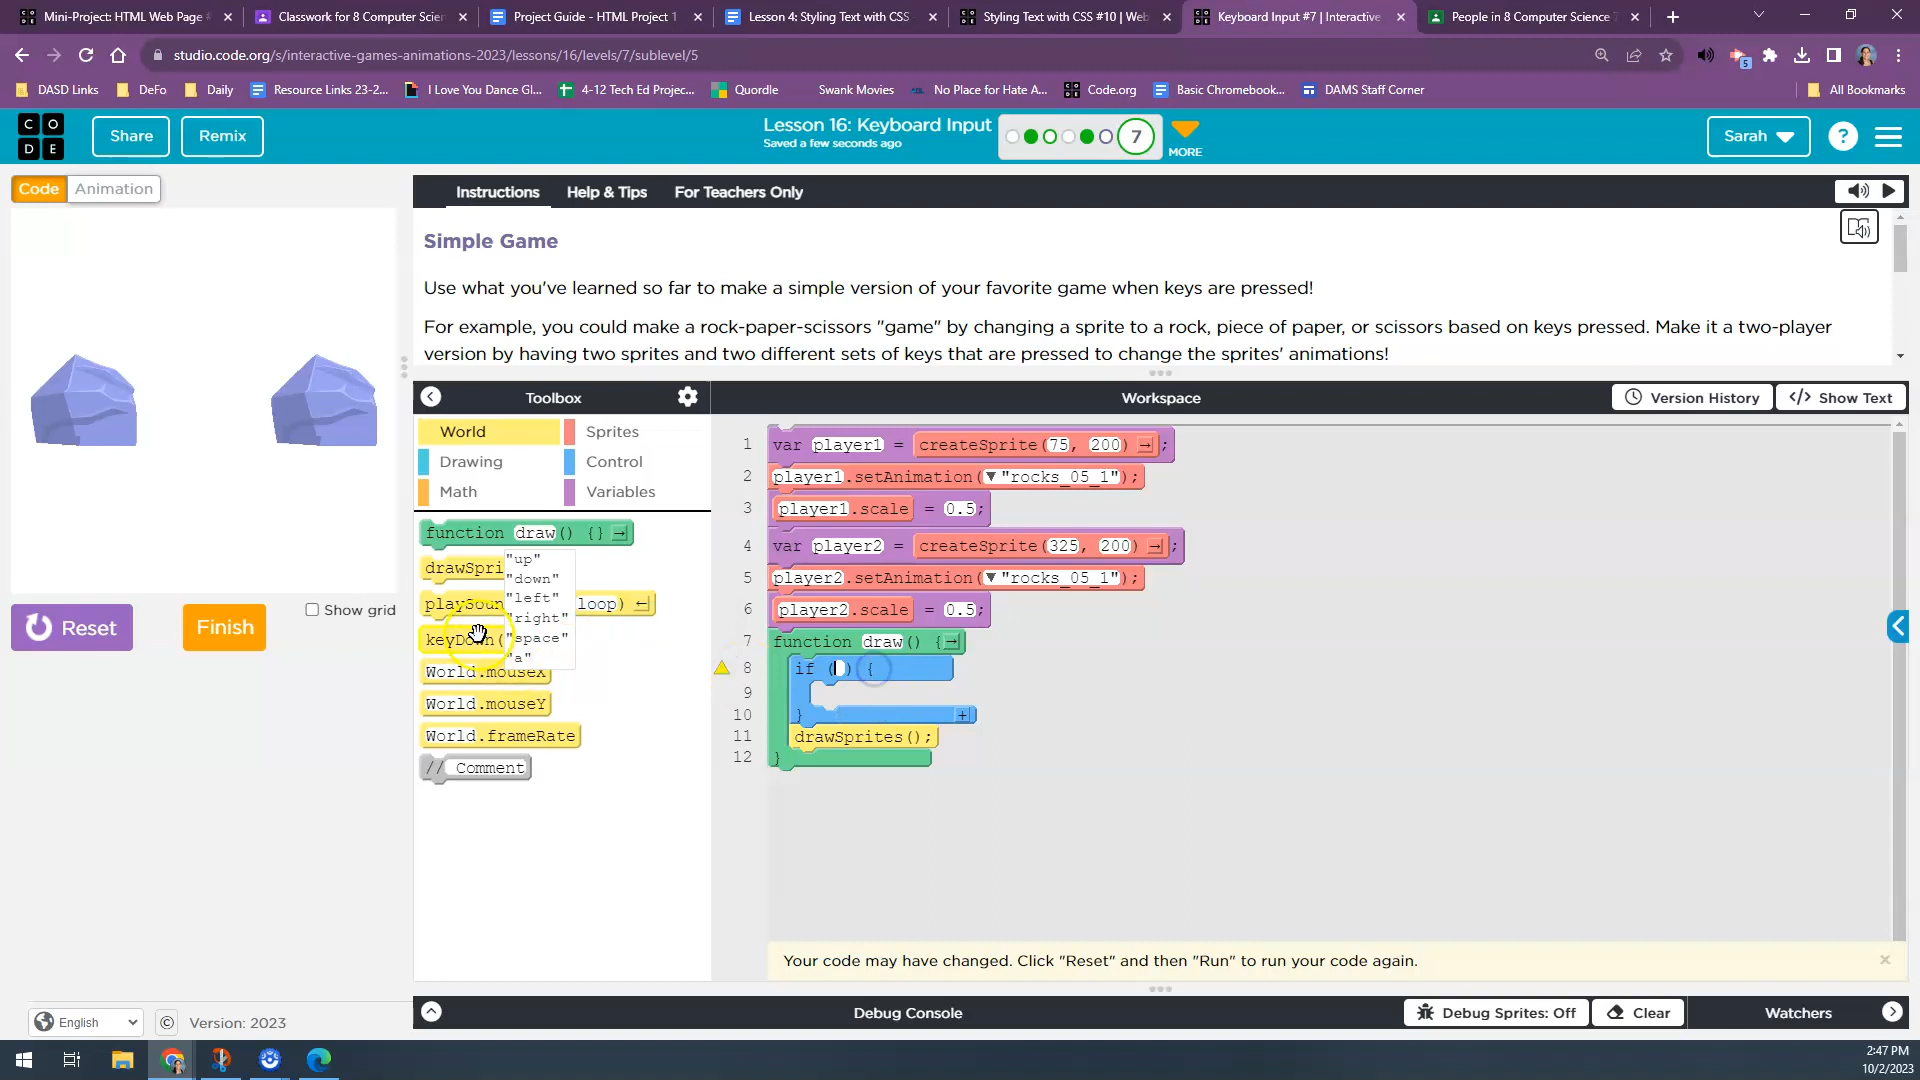 Mini-Project: HTML Web Page
Classwork for 8 Computer Scien
Project Guide - HTML Project 1
Lesson 4: Styling Text with CSS
Styling Text with CSS #10 | Web
Keyboard Input #7 | Interactive
People in 8 Computer Science 7
studio.code.org/s/interactive-games-animations-2023/lessons/16/levels/7/sublevel/5
5
DASD Links
DeFo
Daily
Resource Links 23-2...
I Love You Dance Gl...
4-12 Tech Ed Projec...
Quordle
Swank Movies
No Place for Hate A...
Code.org
Basic Chromebook...
DAMS Staff Corner
All Bookmarks
C O
D E
Share
Remix
Lesson 16: Keyboard Input
Saved a few seconds ago
7
MORE
Sarah
?
Code
Animation
Instructions
Help & Tips
For Teachers Only
Simple Game
Use what you've learned so far to make a simple version of your favorite game when keys are pressed!
For example, you could make a rock-paper-scissors "game" by changing a sprite to a rock, piece of paper, or scissors based on keys pressed. Make it a two-player
version by having two sprites and two different sets of keys that are pressed to change the sprites' animations!
Toolbox
Workspace
Version History
</> Show Text
World
Sprites
Drawing
Control
Math
Variables
function draw() {}
drawSpri
playSoun
loop)
keyDown(
World.mouseX
World.mouseY
World.frameRate
// Comment
"up"
"down"
"left"
"right"
"space"
"a"
1 var player1 = createSprite(75, 200);
2 player1.setAnimation("rocks_05_1");
3 player1.scale = 0.5;
4 var player2 = createSprite(325, 200);
5 player2.setAnimation("rocks_05_1");
6 player2.scale = 0.5;
7 function draw() {
8 if () {
9
10 }
11 drawSprites();
12 }
Reset
Finish
Show grid
Your code may have changed. Click "Reset" and then "Run" to run your code again.
English
© Version: 2023
Debug Console
Debug Sprites: Off
Clear
Watchers
2:47 PM
10/2/2023